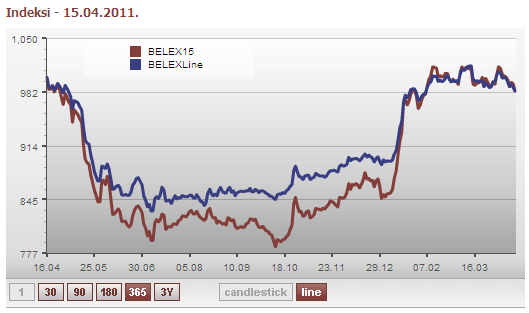 Indeksi - 15.04.2011.
BELEX15
BELEXLine
1,050
982
914
845
777
16.04 25.05 30.06 05.08 10.09 18.10 23.11 29.12 07.02 16.03
1 30 90 180 365 3Y candlestick line